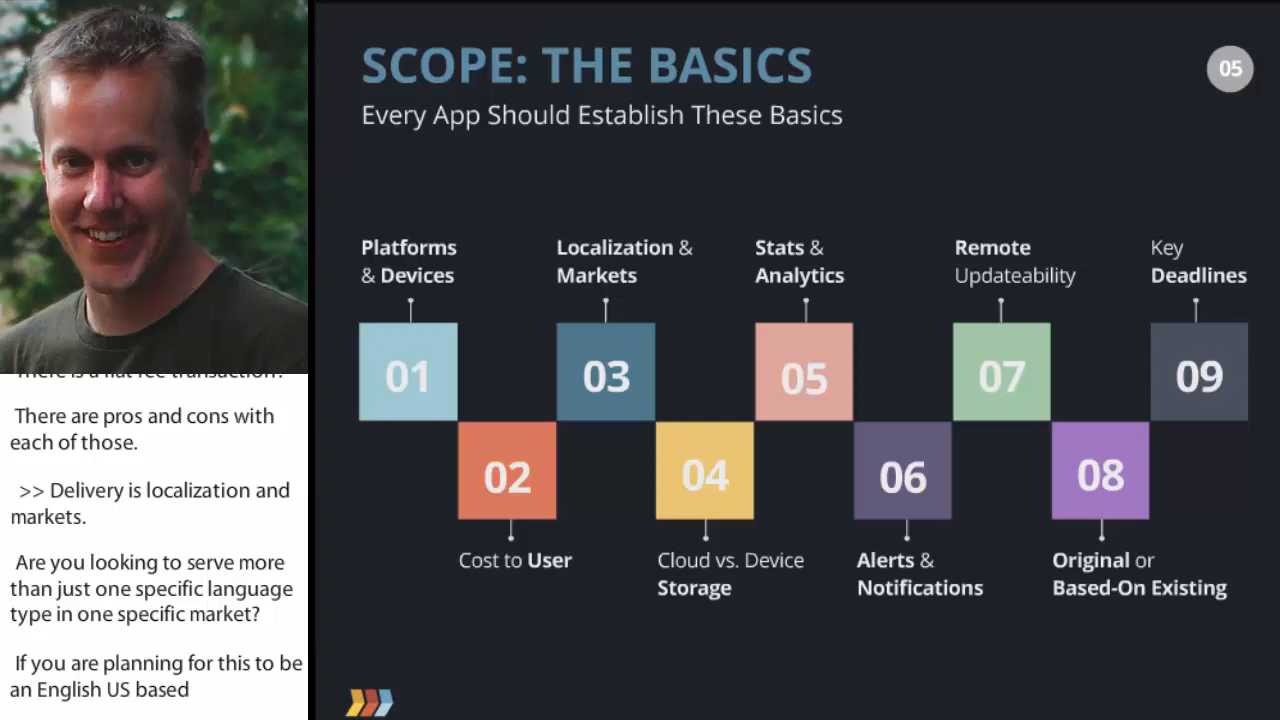 SCOPE: THE BASICS
05
Every App Should Establish These Basics
Platforms
& Devices
Localization &
Markets
Stats &
Analytics
Remote
Updateability
Key
Deadlines
01
03
05
07
09
02
04
06
08
Cost to User
Cloud vs. Device
Storage
Alerts &
Notifications
Original or
Based-On Existing
There are pros and cons with
each of those.
>> Delivery is localization and
markets.
Are you looking to serve more
than just one specific language
type in one specific market?
If you are planning for this to be
an English US based